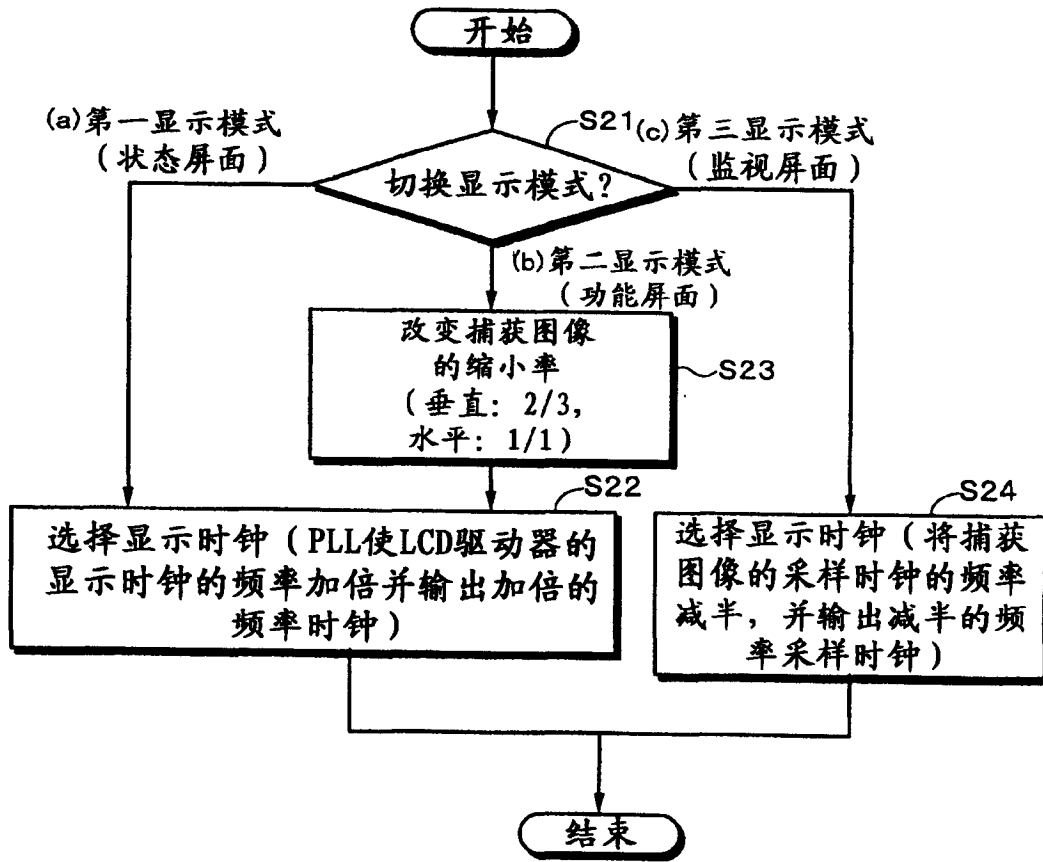 开始
(a)第一显示模式
(状态屏面)
S21
(c)第三显示模式
(监视屏面)
切换显示模式?
(b)第二显示模式
(功能屏面)
改变捕获图像
的缩小率
(垂直: 2/3,
水平: 1/1)
S23
S22
选择显示时钟(PLL使LCD驱动器的
显示时钟的频率加倍并输出加倍的
频率时钟)
S24
选择显示时钟(将捕获
图像的采样时钟的频率
减半, 并输出减半的频
率采样时钟)
结束